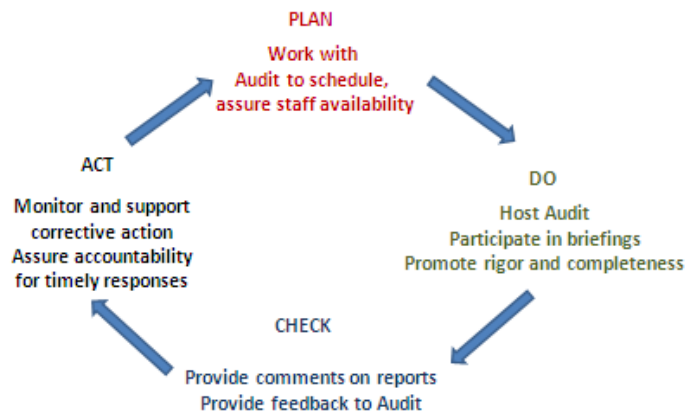 PLAN
Work with
Audit to schedule,
assure staff availability
DO
Host Audit
Participate in briefings
Promote rigor and completeness
CHECK
Provide comments on reports
Provide feedback to Audit
ACT
Monitor and support
corrective action
Assure accountability
for timely responses